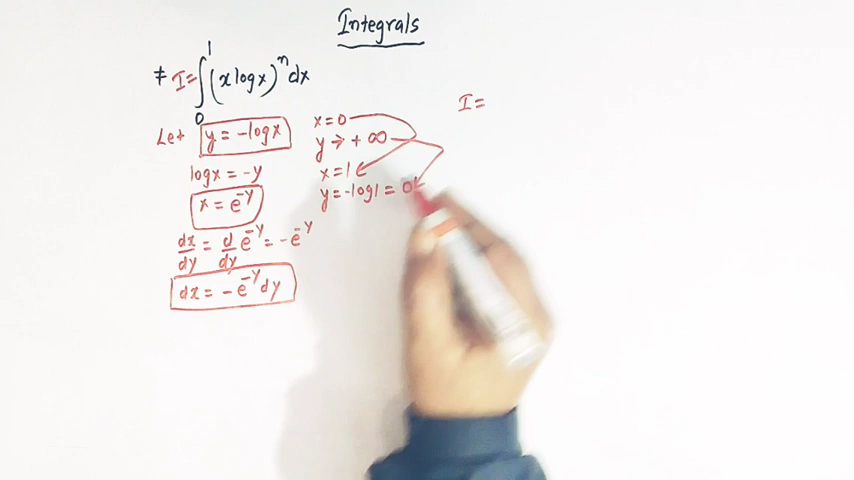 Integrals
# I = ∫₀¹ (x log x)ⁿ dx
Let y = -log x
log x = -y
x = e^-y
dx/dy = d/dy e^-y = -e^-y
dx = -e^-y dy
x = 0
y → + ∞
x = 1
y = -log 1 = 0
I =